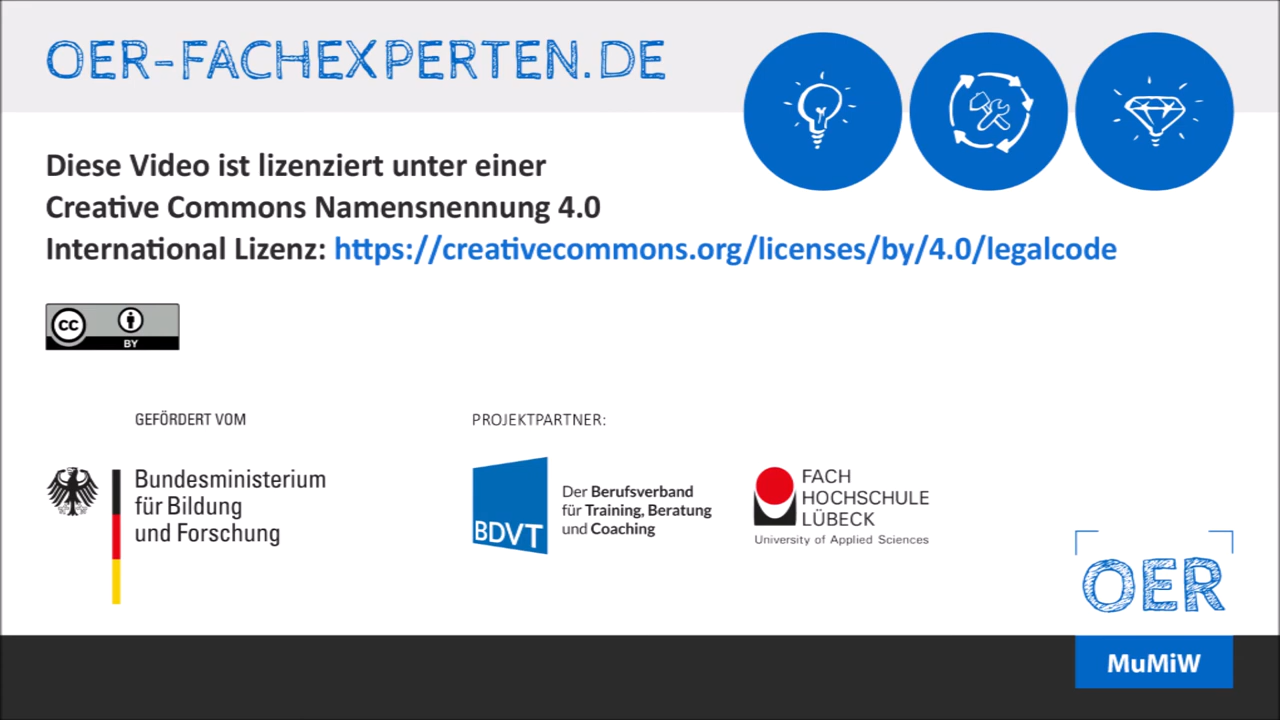 OER-FACHEXPERTEN.DE
Diese Video ist lizenziert unter einer
Creative Commons Namensnennung 4.0
International Lizenz: https://creativecommons.org/licenses/by/4.0/legalcode
cc
BY
GEFÖRDERT VOM
Bundesministerium
für Bildung
und Forschung
PROJEKTPARTNER:
BDVT
Der Berufsverband
für Training, Beratung
und Coaching
FACH
HOCHSCHULE
LÜBECK
University of Applied Sciences
OER
MuMiW